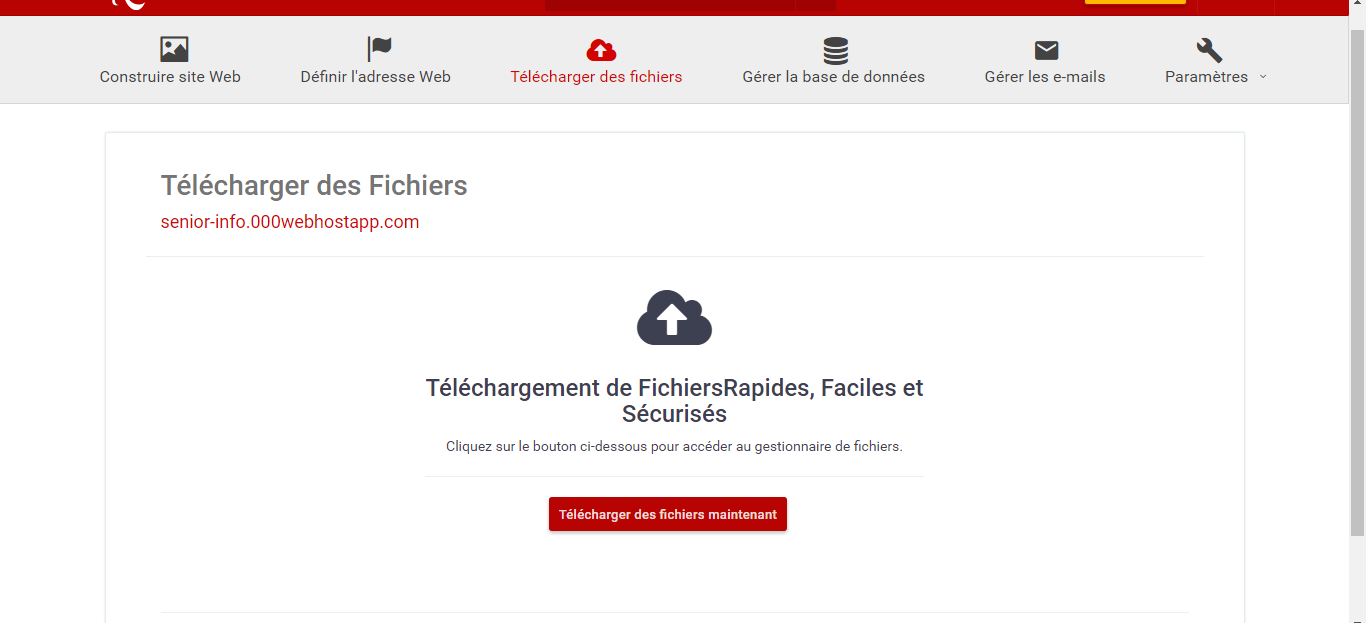 Construire site Web
Définir l'adresse Web
Télécharger des fichiers
Gérer la base de données
Gérer les e-mails
Paramètres
Télécharger des Fichiers
senior-info.000webhostapp.com
Téléchargement de FichiersRapides, Faciles et
Sécurisés
Cliquez sur le bouton ci-dessous pour accéder au gestionnaire de fichiers.
Télécharger des fichiers maintenant